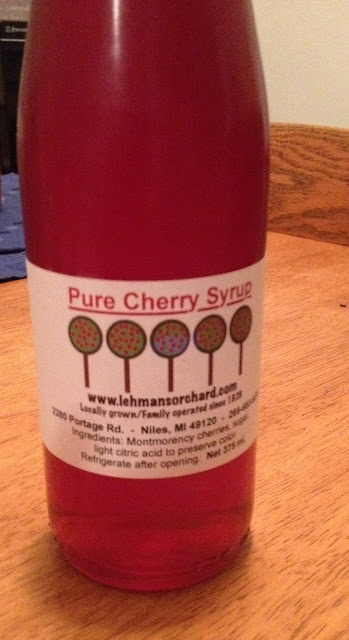 Pure Cherry Syrup
www.lehmansorchard.com
Locally grown/Family operated since 1929
2280 Portage Rd. - Niles, MI 49120 -
Ingredients: Montmorency cherries, sugar,
light citric acid to preserve color.
Refrigerate after opening. Net 375 ml.